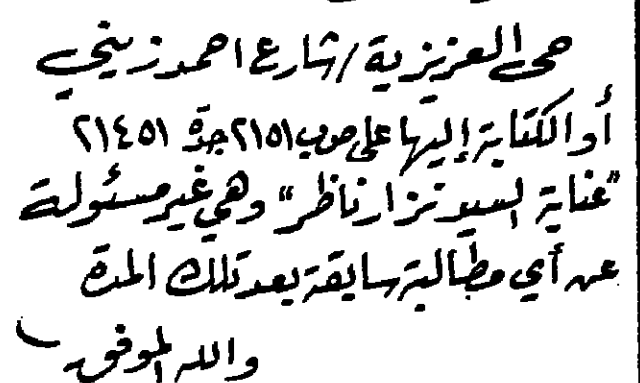 حى العزيزية / شارع احمد زيني
أو الكتابة إليها على ص ب ٢١٥١ جدة ٢١٤٥١
"عناية السيد نزار ناظر" وهي غير مسئولة
عن أي مطالبة سابقة بعد تلك المدة
والله الموفق